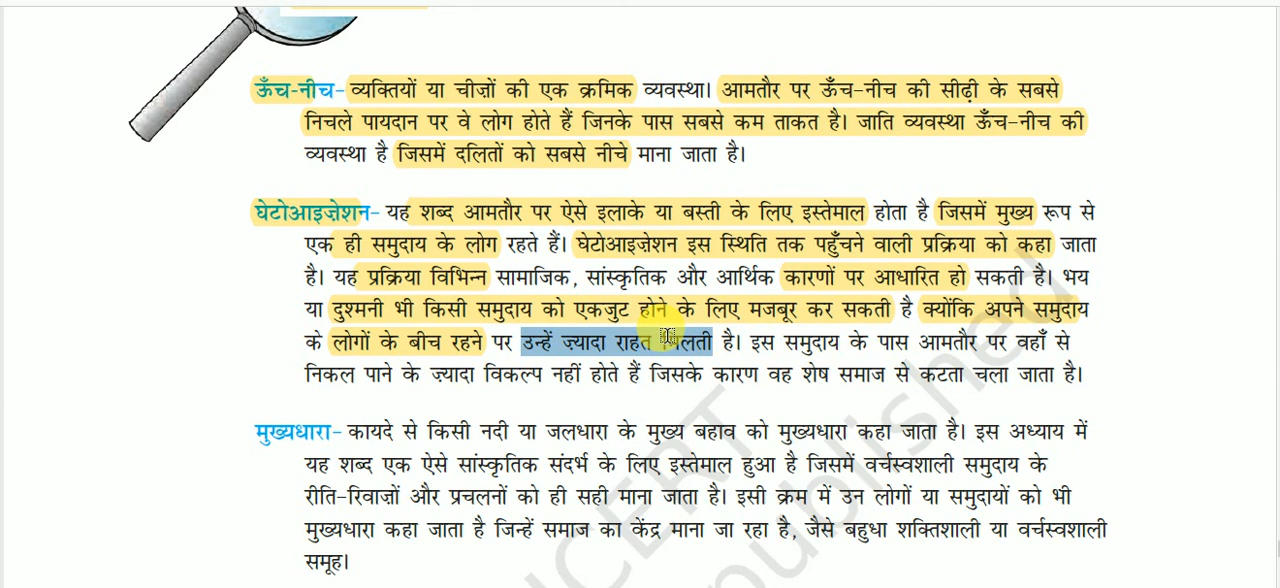 ऊँच-नीच- व्यक्तियों या चीज़ों की एक क्रमिक व्यवस्था। आमतौर पर ऊँच-नीच की सीढ़ी के सबसे
निचले पायदान पर वे लोग होते हैं जिनके पास सबसे कम ताकत है। जाति व्यवस्था ऊँच-नीच की
व्यवस्था है जिसमें दलितों को सबसे नीचे माना जाता है।
घेटोआइज़ेशन- यह शब्द आमतौर पर ऐसे इलाके या बस्ती के लिए इस्तेमाल होता है जिसमें मुख्य रूप से
एक ही समुदाय के लोग रहते हैं। घेटोआइज़ेशन इस स्थिति तक पहुँचने वाली प्रक्रिया को कहा जाता
है। यह प्रक्रिया विभिन्न सामाजिक, सांस्कृतिक और आर्थिक कारणों पर आधारित हो सकती है। भय
या दुश्मनी भी किसी समुदाय को एकजुट होने के लिए मजबूर कर सकती है क्योंकि अपने समुदाय
के लोगों के बीच रहने पर उन्हें ज़्यादा राहत मिलती है। इस समुदाय के पास आमतौर पर वहाँ से
निकल पाने के ज़्यादा विकल्प नहीं होते हैं जिसके कारण वह शेष समाज से कटता चला जाता है।
मुख्यधारा- कायदे से किसी नदी या जलधारा के मुख्य बहाव को मुख्यधारा कहा जाता है। इस अध्याय में
यह शब्द एक ऐसे सांस्कृतिक संदर्भ के लिए इस्तेमाल हुआ है जिसमें वर्चस्वशाली समुदाय के
रीति-रिवाज़ों और प्रचलनों को ही सही माना जाता है। इसी क्रम में उन लोगों या समुदायों को भी
मुख्यधारा कहा जाता है जिन्हें समाज का केंद्र माना जा रहा है, जैसे बहुधा शक्तिशाली या वर्चस्वशाली
समूह।
NCERT
published